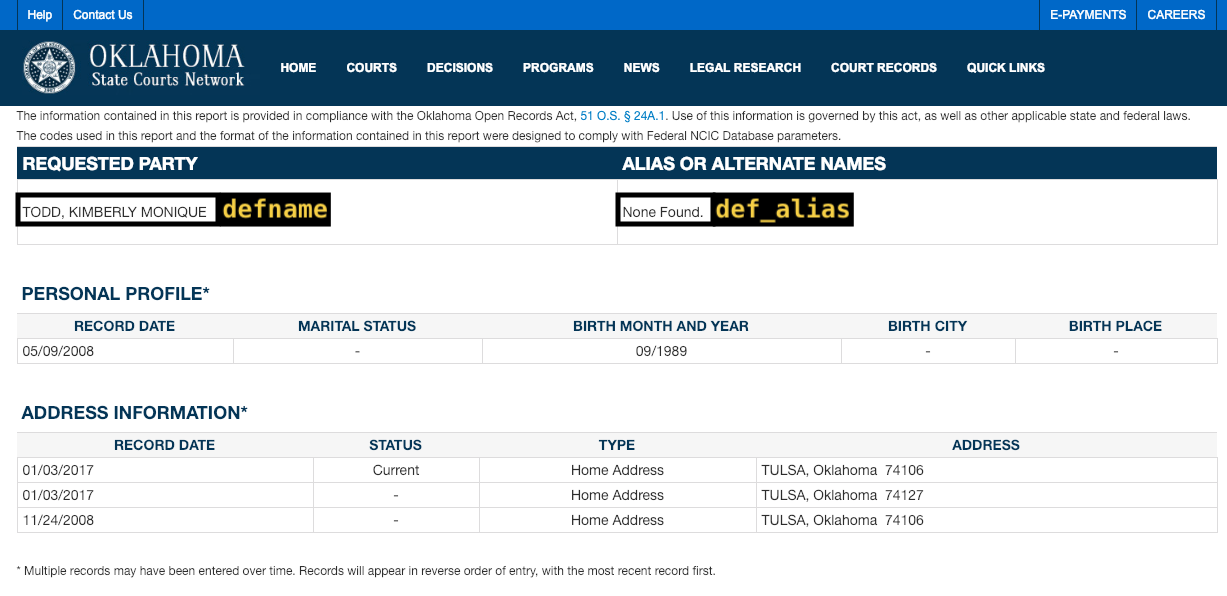 Help Contact Us E-PAYMENTS CAREERS
OKLAHOMA
State Courts Network
HOME COURTS DECISIONS PROGRAMS NEWS LEGAL RESEARCH COURT RECORDS QUICK LINKS
The information contained in this report is provided in compliance with the Oklahoma Open Records Act, 51 O.S. § 24A.1. Use of this information is governed by this act, as well as other applicable state and federal laws.
The codes used in this report and the format of the information contained in this report were designed to comply with Federal NCIC Database parameters.
REQUESTED PARTY ALIAS OR ALTERNATE NAMES
TODD, KIMBERLY MONIQUE defname None Found. def_alias
PERSONAL PROFILE*
RECORD DATE MARITAL STATUS BIRTH MONTH AND YEAR BIRTH CITY BIRTH PLACE
05/09/2008 - 09/1989 - -
ADDRESS INFORMATION*
RECORD DATE STATUS TYPE ADDRESS
01/03/2017 Current Home Address TULSA, Oklahoma 74106
01/03/2017 - Home Address TULSA, Oklahoma 74127
11/24/2008 - Home Address TULSA, Oklahoma 74106
* Multiple records may have been entered over time. Records will appear in reverse order of entry, with the most recent record first.